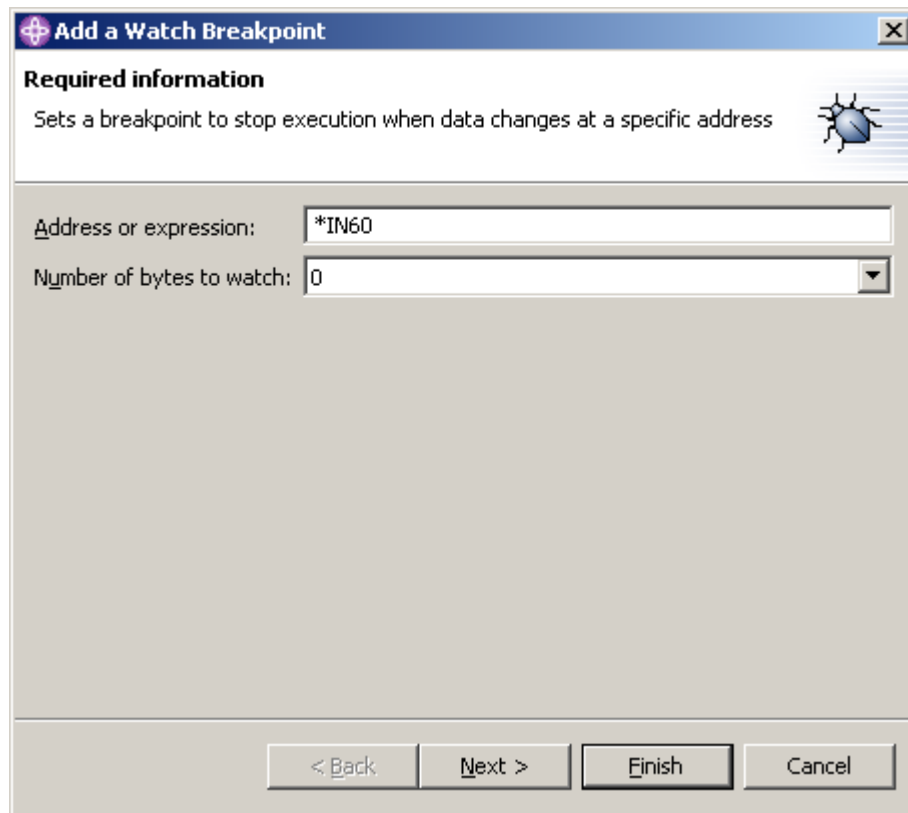 Add a Watch Breakpoint
Required information
Sets a breakpoint to stop execution when data changes at a specific address
Address or expression: *IN60
Number of bytes to watch: 0
< Back Next > Finish Cancel